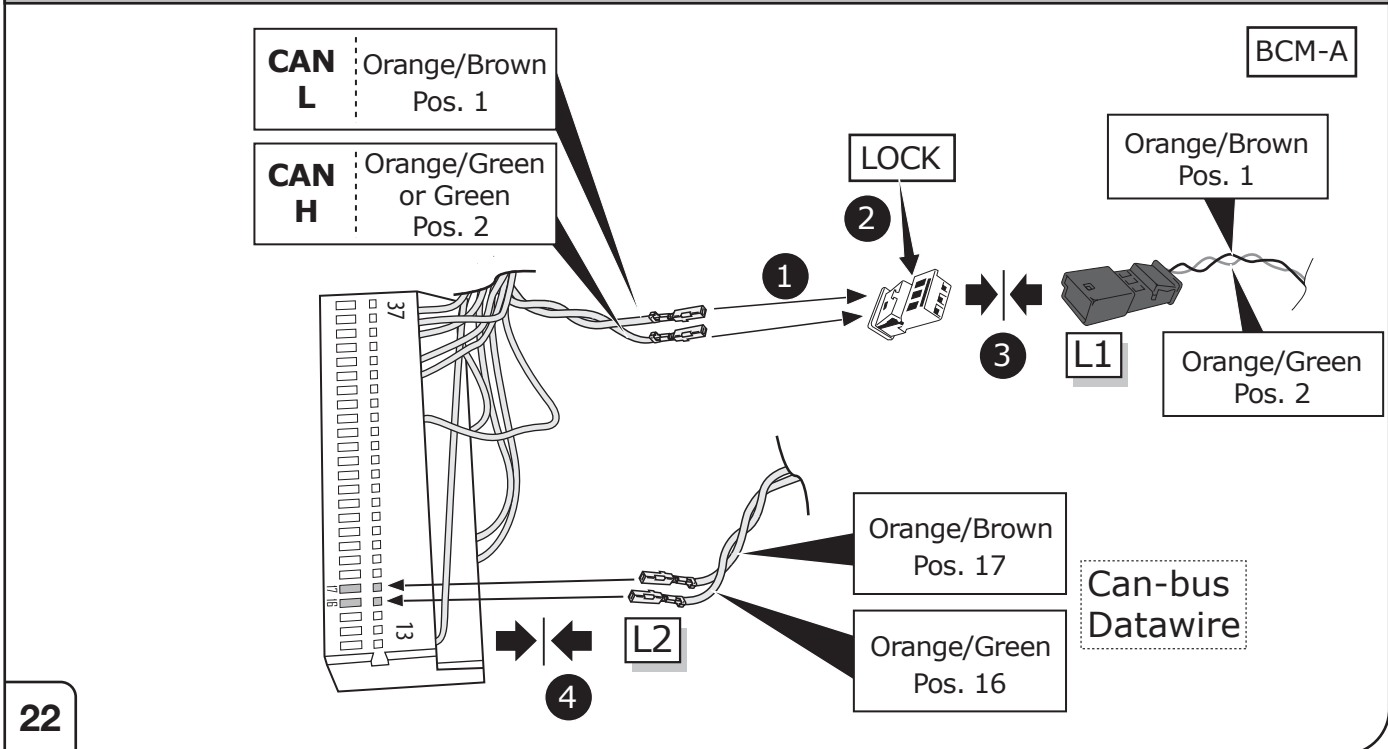 BCM-A
CAN
L
Orange/Brown
Pos. 1
CAN
H
Orange/Green
or Green
Pos. 2
LOCK
Orange/Brown
Pos. 1
2
1
3
L1
Orange/Green
Pos. 2
37
17
16
13
L2
4
Orange/Brown
Pos. 17
Orange/Green
Pos. 16
Can-bus
Datawire
22